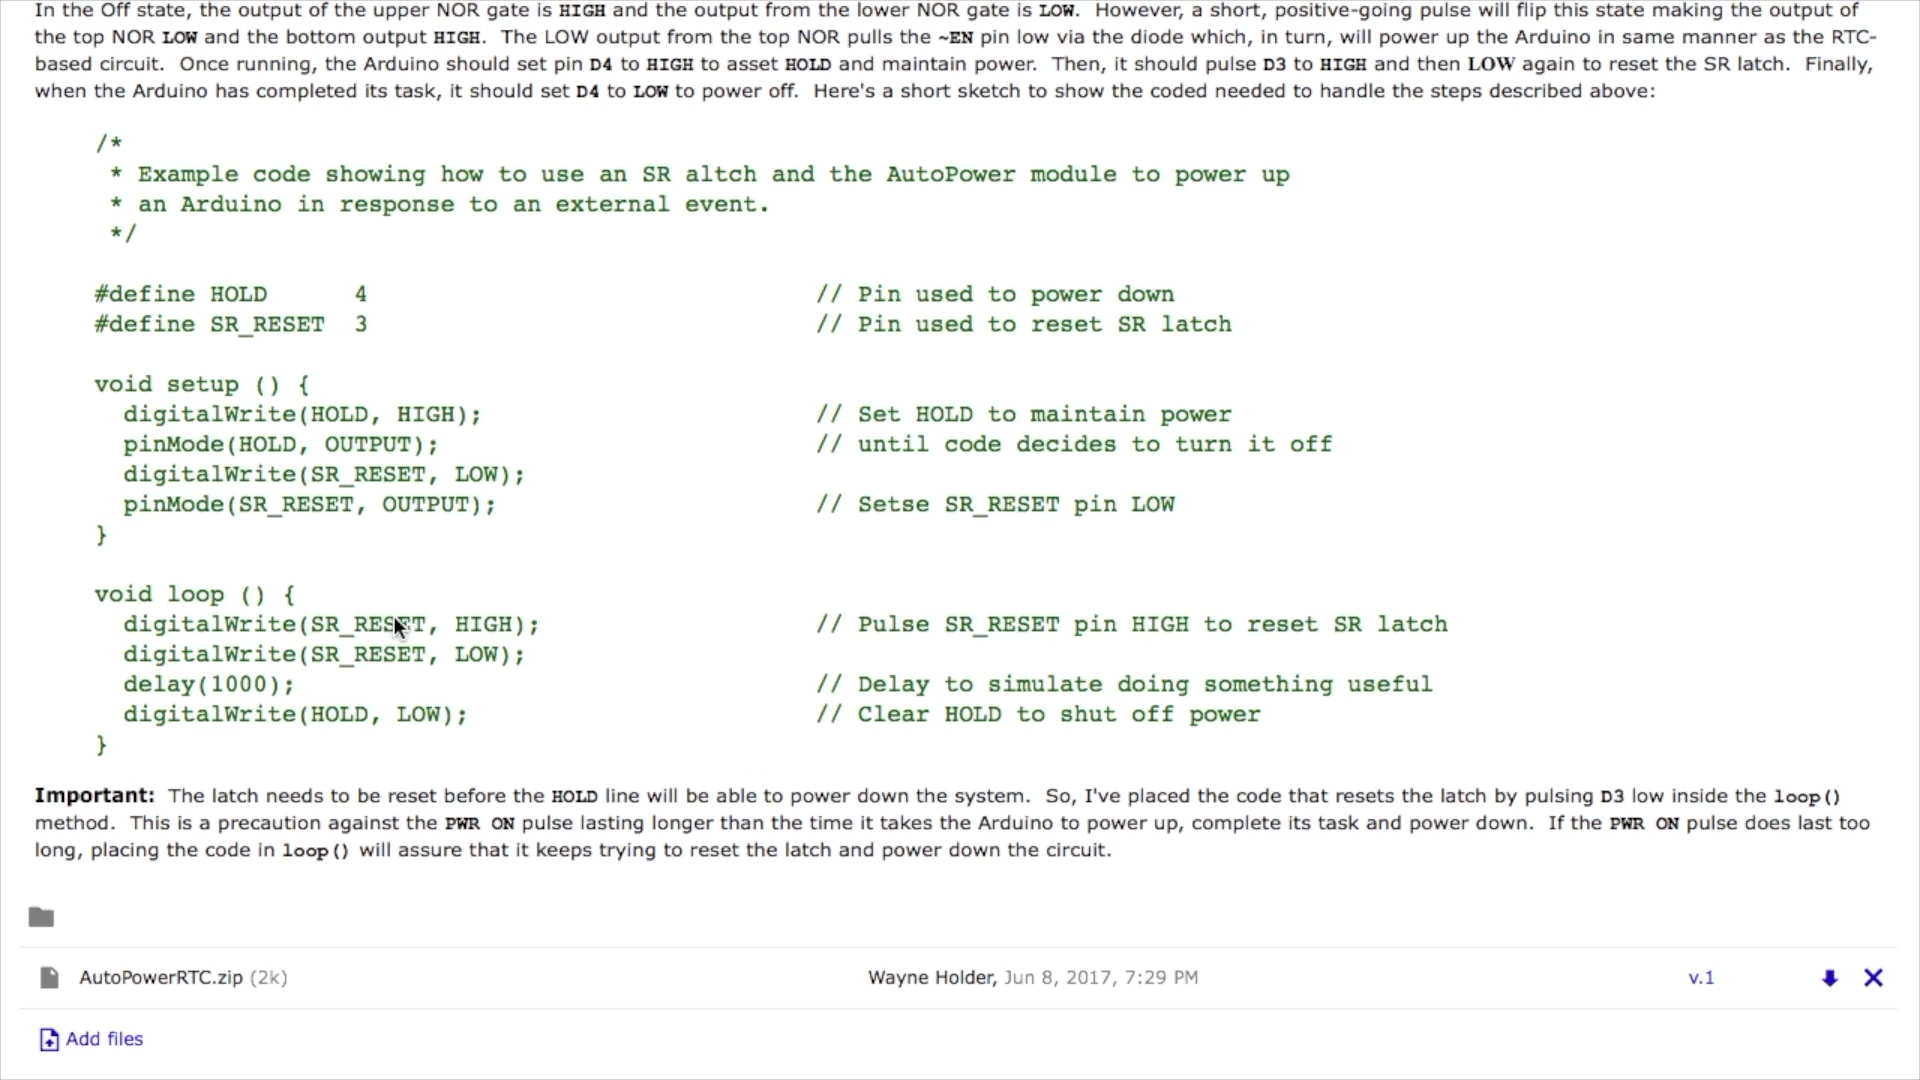 In the Off state, the output of the upper NOR gate is HIGH and the output from the lower NOR gate is LOW. However, a short, positive-going pulse will flip this state making the output of
the top NOR LOW and the bottom output HIGH. The LOW output from the top NOR pulls the ~EN pin low via the diode which, in turn, will power up the Arduino in same manner as the RTC-
based circuit. Once running, the Arduino should set pin D4 to HIGH to asset HOLD and maintain power. Then, it should pulse D3 to HIGH and then LOW again to reset the SR latch. Finally,
when the Arduino has completed its task, it should set D4 to LOW to power off. Here's a short sketch to show the coded needed to handle the steps described above:
/*
* Example code showing how to use an SR altch and the AutoPower module to power up
* an Arduino in response to an external event.
*/
#define HOLD 4 // Pin used to power down
#define SR_RESET 3 // Pin used to reset SR latch
void setup () {
digitalWrite(HOLD, HIGH); // Set HOLD to maintain power
pinMode(HOLD, OUTPUT); // until code decides to turn it off
digitalWrite(SR_RESET, LOW);
pinMode(SR_RESET, OUTPUT); // Setse SR_RESET pin LOW
}
void loop () {
digitalWrite(SR_RESET, HIGH); // Pulse SR_RESET pin HIGH to reset SR latch
digitalWrite(SR_RESET, LOW);
delay(1000); // Delay to simulate doing something useful
digitalWrite(HOLD, LOW); // Clear HOLD to shut off power
}
Important: The latch needs to be reset before the HOLD line will be able to power down the system. So, I've placed the code that resets the latch by pulsing D3 low inside the loop()
method. This is a precaution against the PWR ON pulse lasting longer than the time it takes the Arduino to power up, complete its task and power down. If the PWR ON pulse does last too
long, placing the code in loop() will assure that it keeps trying to reset the latch and power down the circuit.
AutoPowerRTC.zip (2k) Wayne Holder, Jun 8, 2017, 7:29 PM v.1
Add files